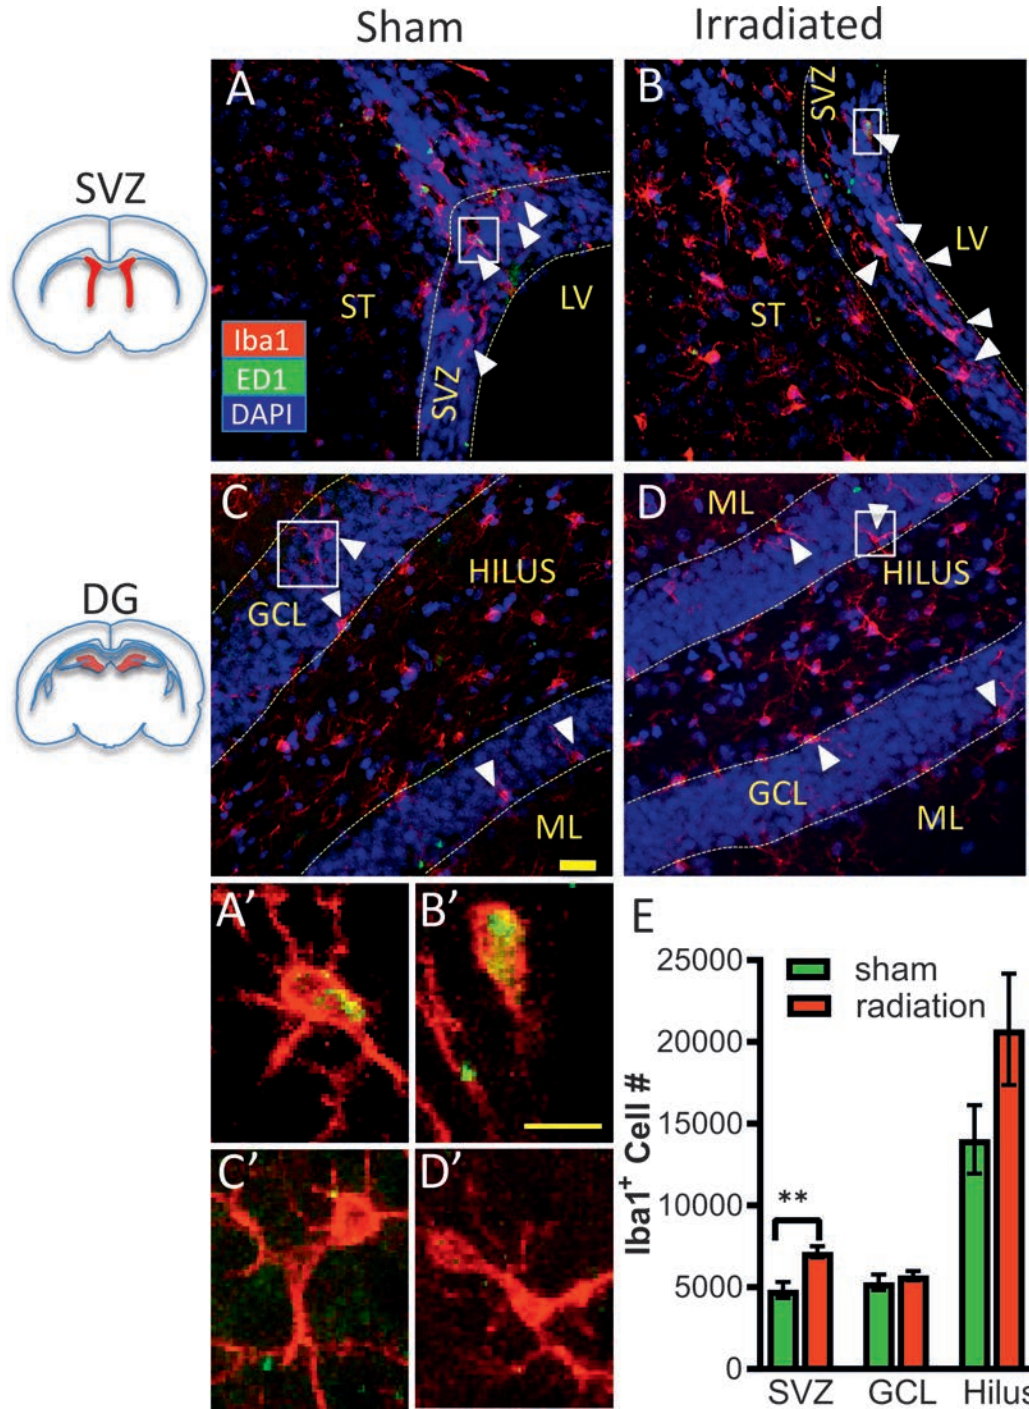 Sham
Irradiated
A
B
SVZ
SVZ
ST
LV
SVZ
Iba1
ED1
DAPI
ST
LV
C
D
DG
GCL
HILUS
ML
ML
HILUS
GCL
ML
A’
B’
C’
D’
E
Iba1+ Cell #
25000
20000
15000
10000
5000
0
sham
radiation
**
SVZ
GCL
Hilus